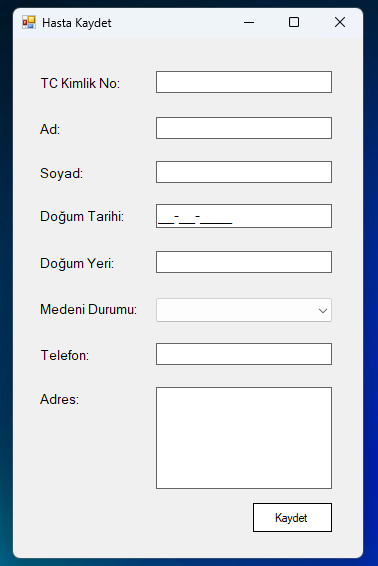 Hasta Kaydet
TC Kimlik No:
Ad:
Soyad:
Doğum Tarihi: __-__-____
Doğum Yeri:
Medeni Durumu:
Telefon:
Adres:
Kaydet